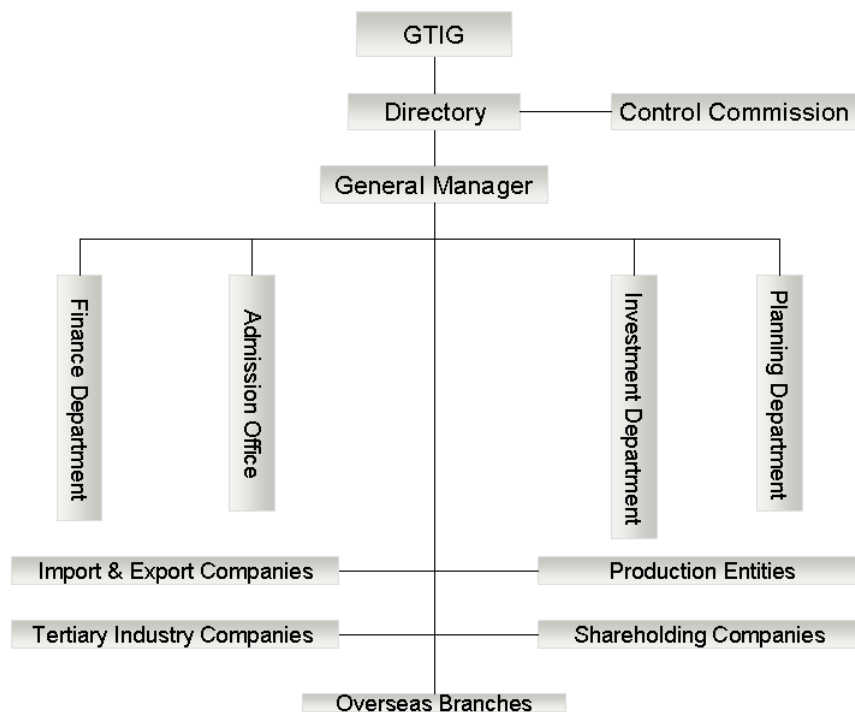 GTIG
Directory
Control Commission
General Manager
Finance Department
Admission Office
Investment Department
Planning Department
Import & Export Companies
Production Entities
Tertiary Industry Companies
Shareholding Companies
Overseas Branches